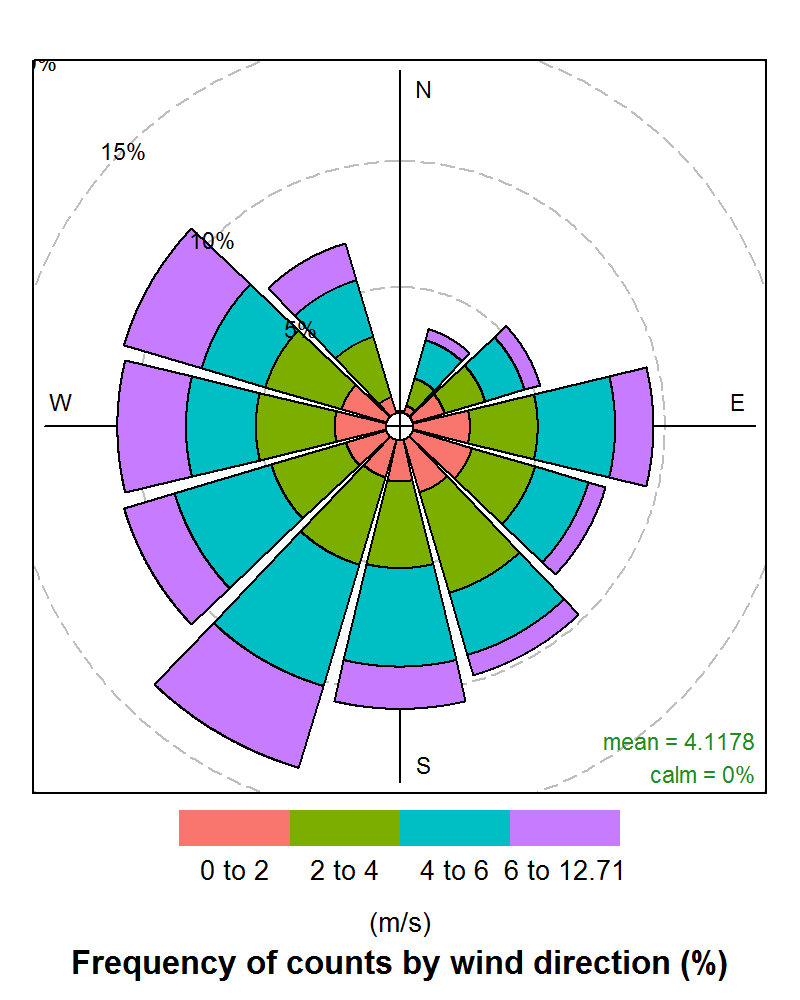 N
15%
10%
5%
W
E
S
mean = 4.1178
calm = 0%
0 to 2 2 to 4 4 to 6 6 to 12.71
(m/s)
Frequency of counts by wind direction (%)